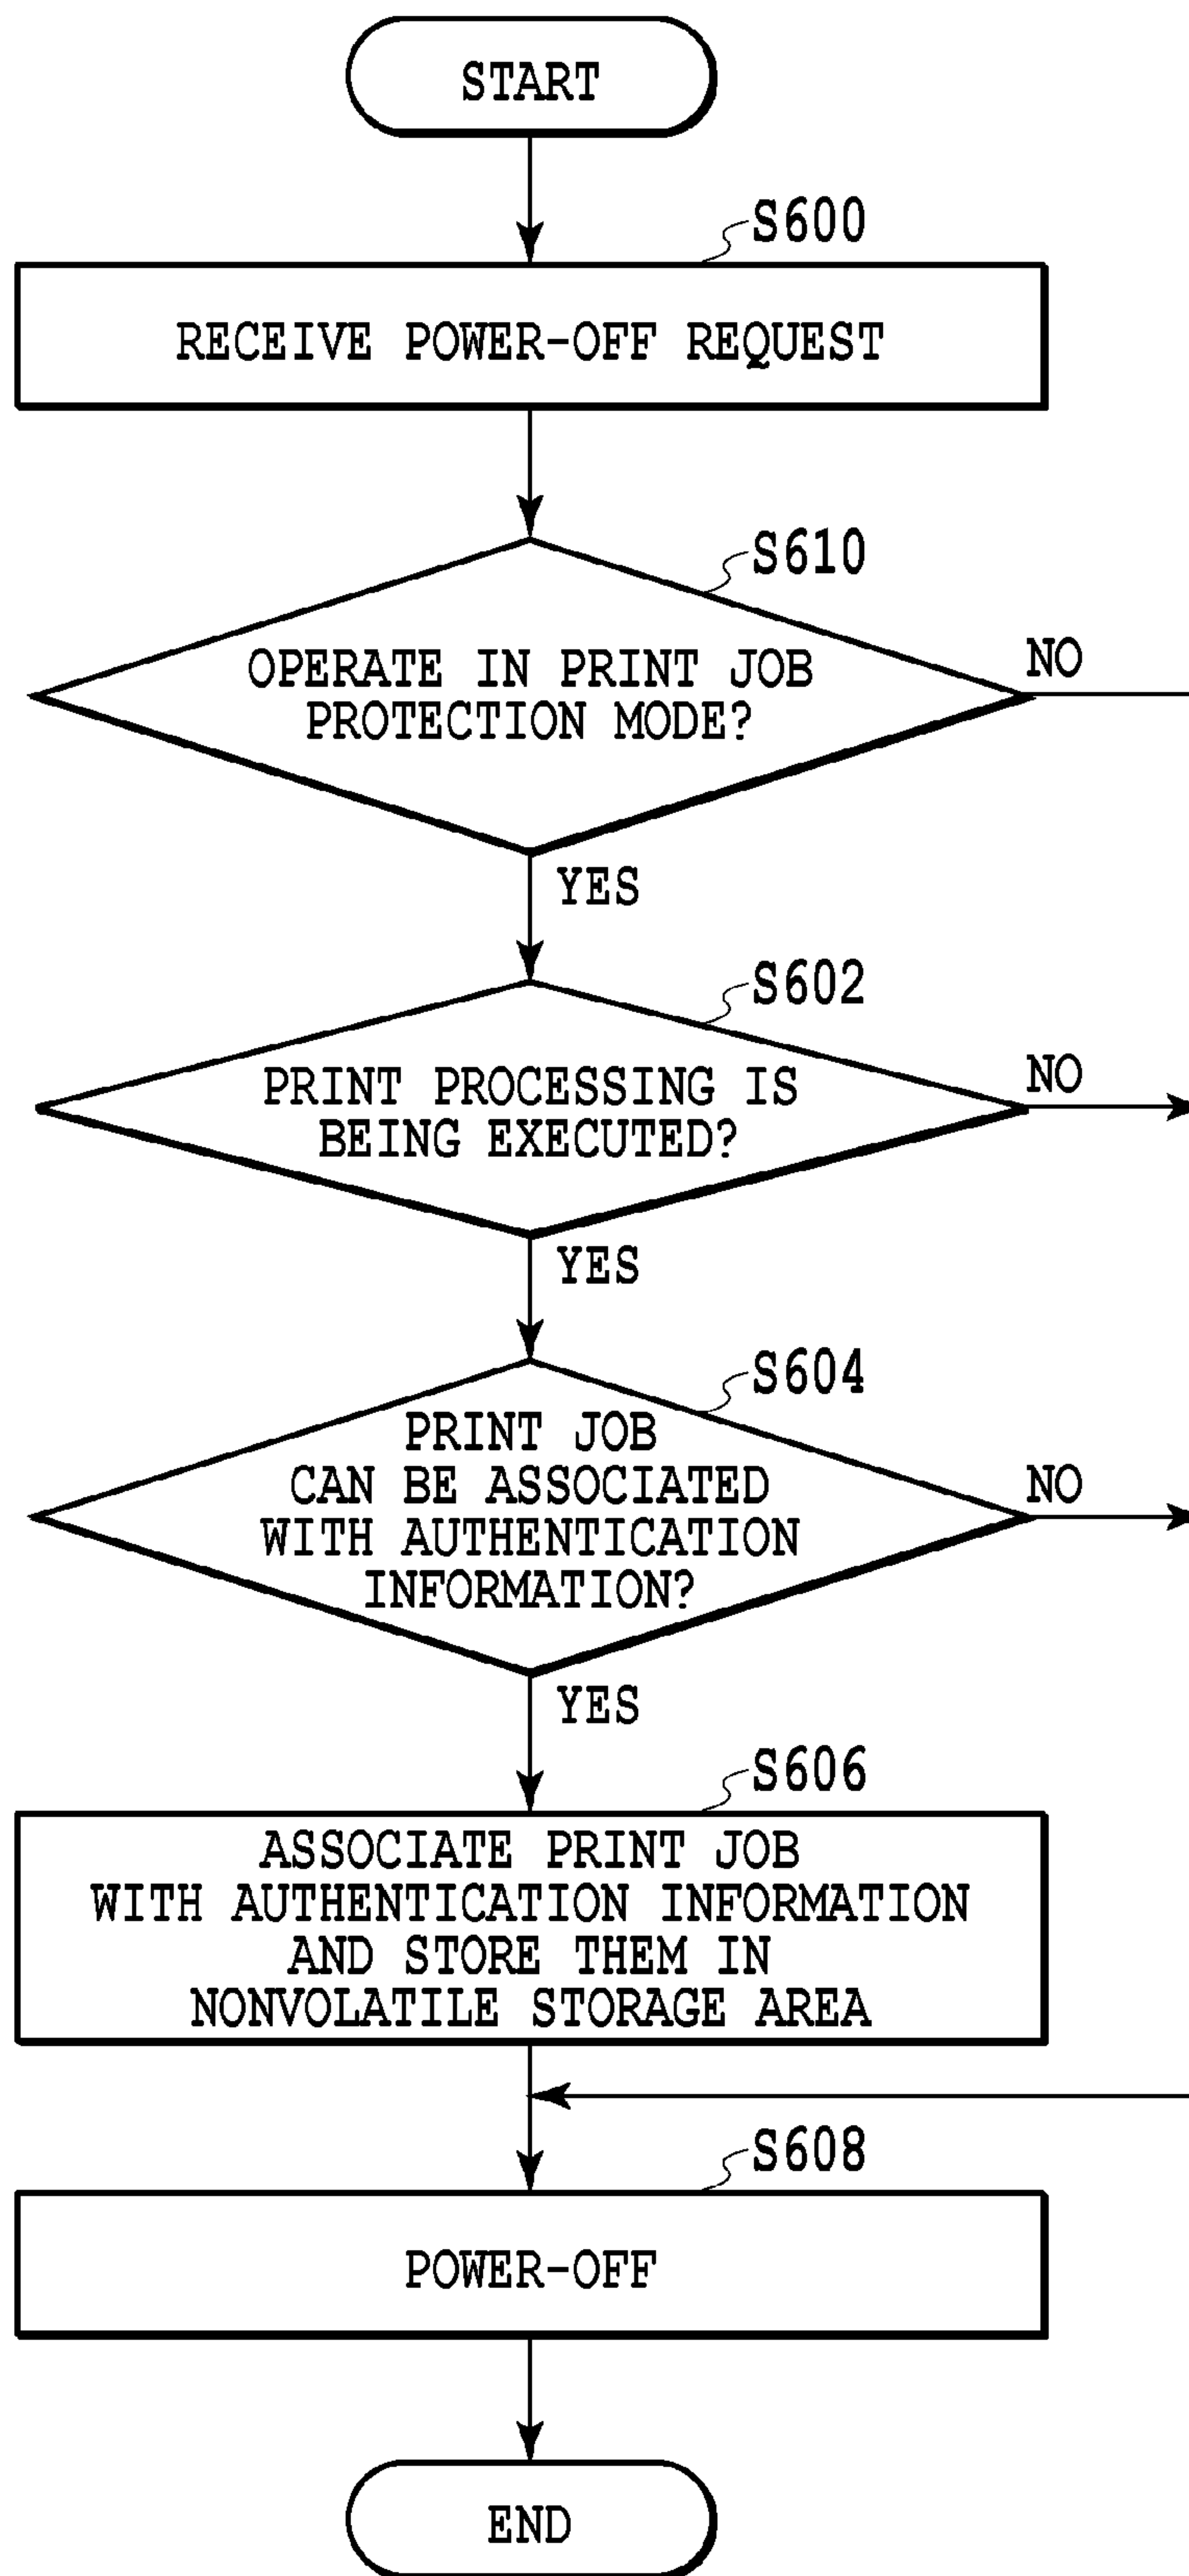 START
S600
RECEIVE POWER-OFF REQUEST
S610
OPERATE IN PRINT JOB
PROTECTION MODE?
NO
YES
S602
PRINT PROCESSING IS
BEING EXECUTED?
NO
YES
S604
PRINT JOB
CAN BE ASSOCIATED
WITH AUTHENTICATION
INFORMATION?
NO
YES
S606
ASSOCIATE PRINT JOB
WITH AUTHENTICATION INFORMATION
AND STORE THEM IN
NONVOLATILE STORAGE AREA
S608
POWER-OFF
END